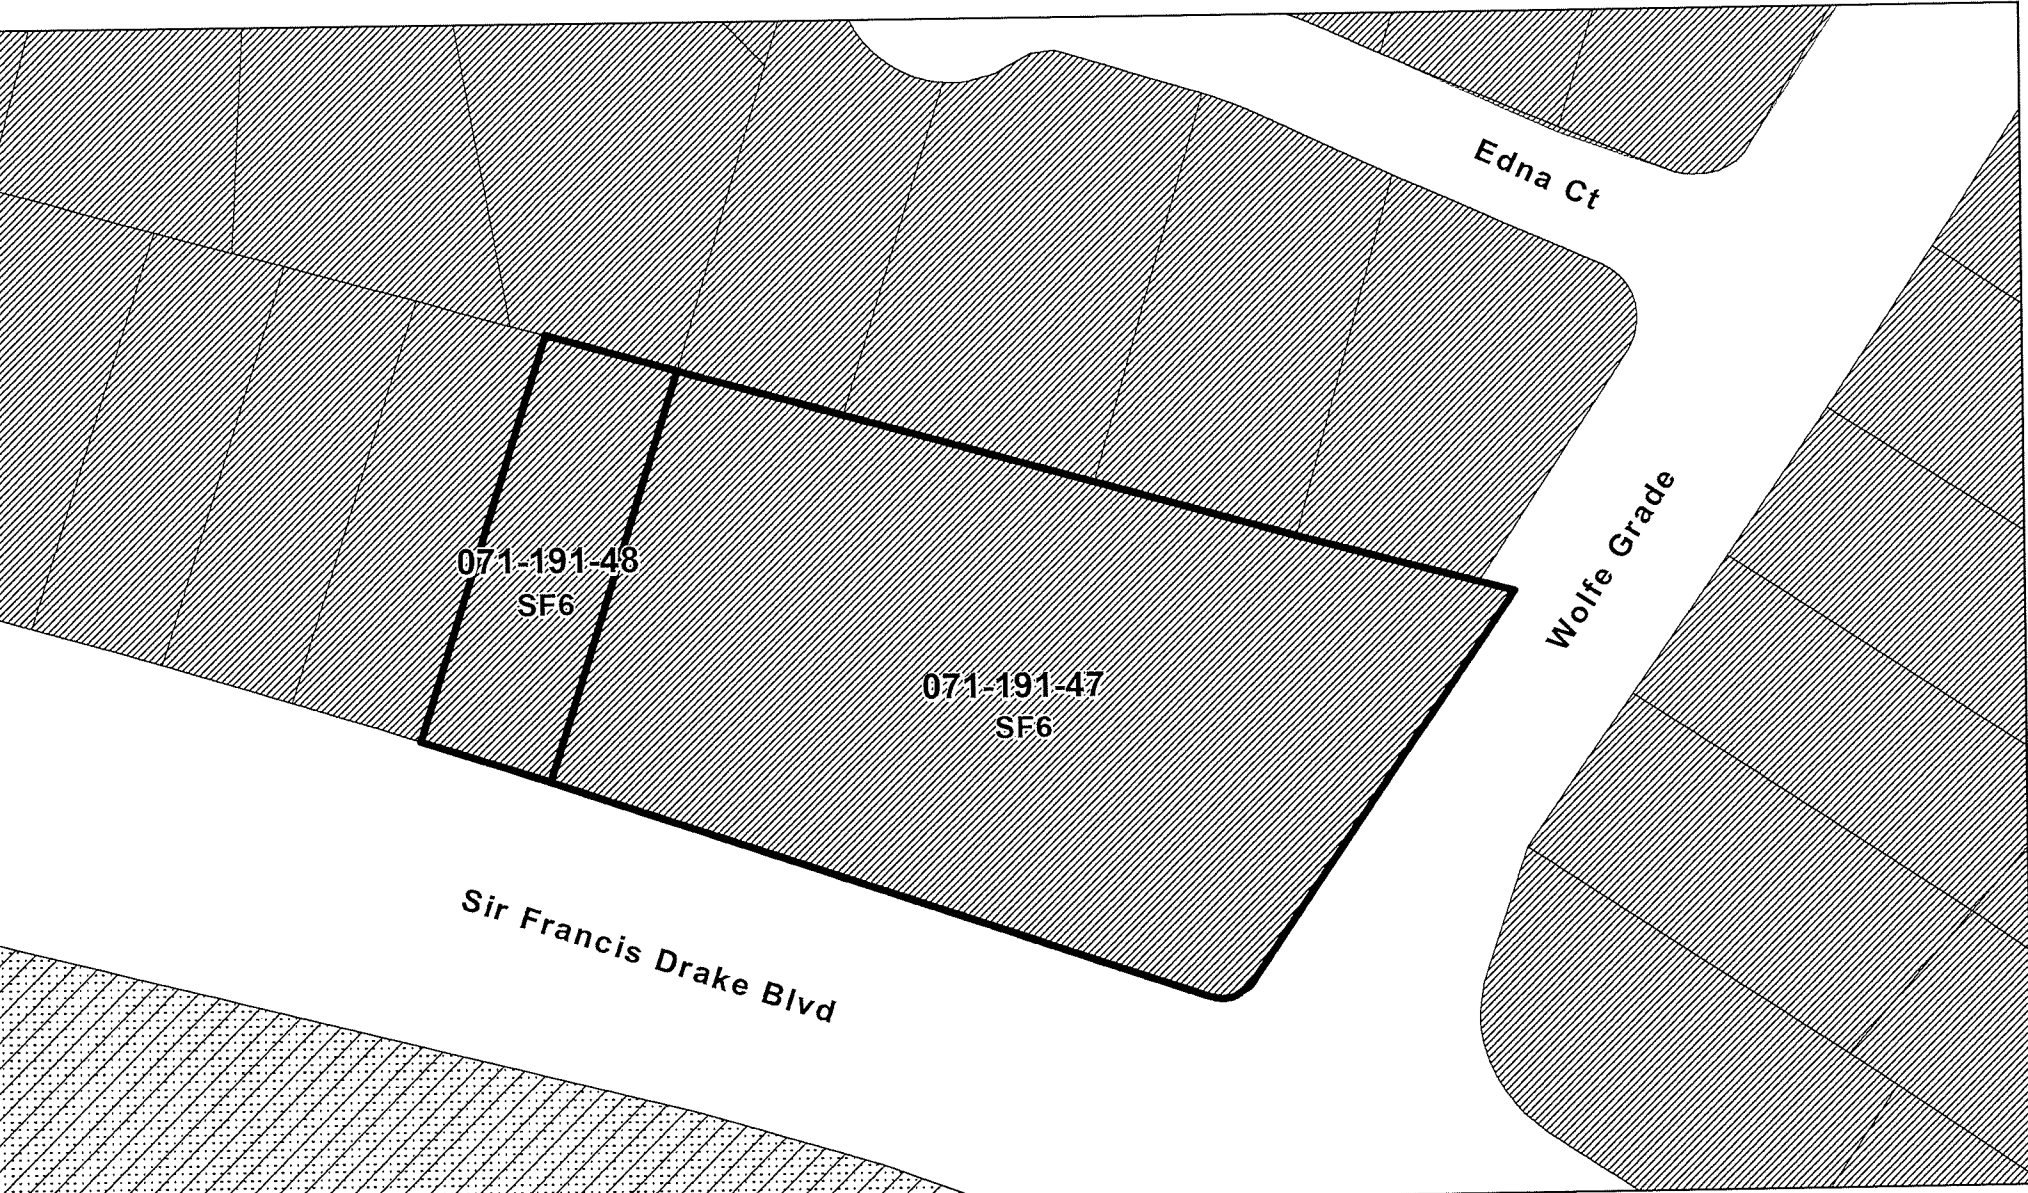 Edna Ct
Wolfe Grade
071-191-48
SF6
071-191-47
SF6
Sir Francis Drake Blvd